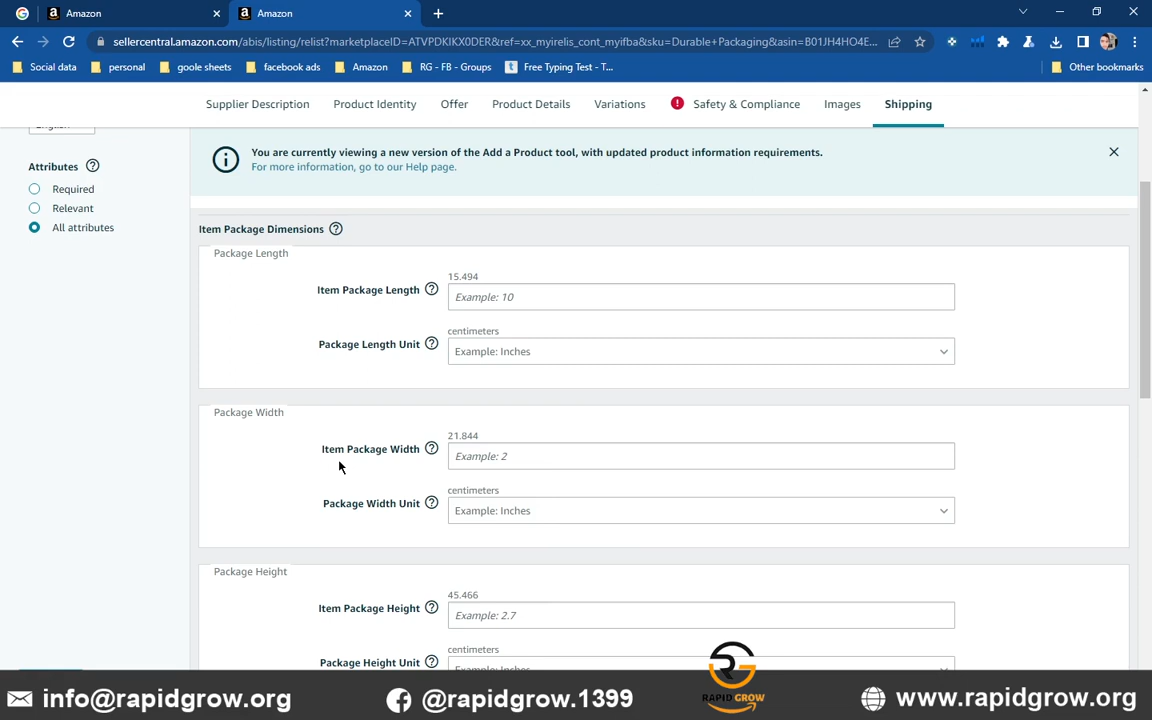 Amazon
Amazon
sellercentral.amazon.com/abis/listing/relist?marketplaceID=ATVPDKIKX0DER&ref=xx_myirelis_cont_myifba&sku=Durable+Packaging&asin=B01JH4HO4E...
Social data
personal
goole sheets
facebook ads
Amazon
RG - FB - Groups
Free Typing Test - T...
Other bookmarks
Supplier Description
Product Identity
Offer
Product Details
Variations
Safety & Compliance
Images
Shipping
English
Attributes
Required
Relevant
All attributes
You are currently viewing a new version of the Add a Product tool, with updated product information requirements.
For more information, go to our Help page.
Item Package Dimensions
Package Length
15.494
Item Package Length
Example: 10
centimeters
Package Length Unit
Example: Inches
Package Width
21.844
Item Package Width
Example: 2
centimeters
Package Width Unit
Example: Inches
Package Height
45.466
Item Package Height
Example: 2.7
centimeters
Package Height Unit
Example: Inches
info@rapidgrow.org
@rapidgrow.1399
RAPID GROW
www.rapidgrow.org